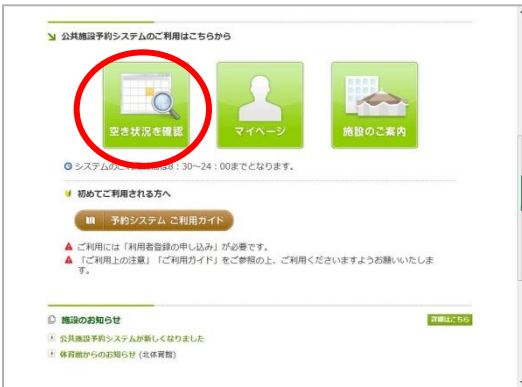 公共施設予約システムのご利用はこちらから
空き状況を確認
マイページ
施設のご案内
システムのご利用時間は8：30～24：00までとなります。
初めてご利用される方へ
予約システム ご利用ガイド
ご利用には「利用者登録の申し込み」が必要です。
「ご利用上の注意」「ご利用ガイド」をご参照の上、ご利用くださいますようお願いいたしま
す。
施設のお知らせ
詳細はこちら
公共施設予約システムが新しくなりました
体育館からのお知らせ (北体育館)